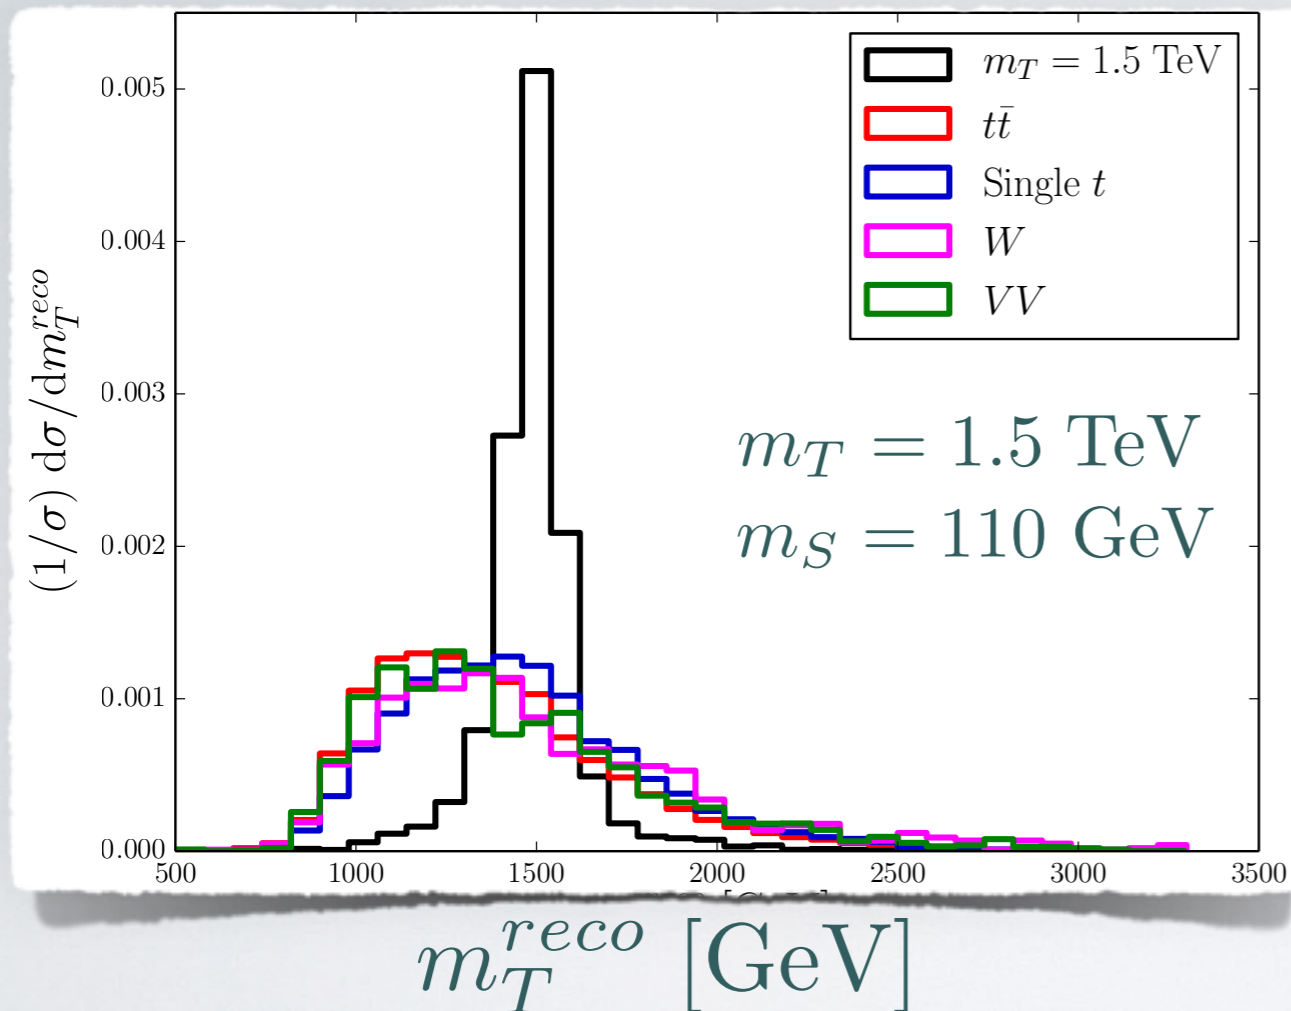 (1/σ) dσ/dm_T^{reco}
0.005
0.004
0.003
0.002
0.001
0.000
500 1000 1500 2000 2500 3000 3500
m_T = 1.5 TeV
tt̄
Single t
W
VV
m_T = 1.5 TeV
m_S = 110 GeV
m_T^{reco} [GeV]